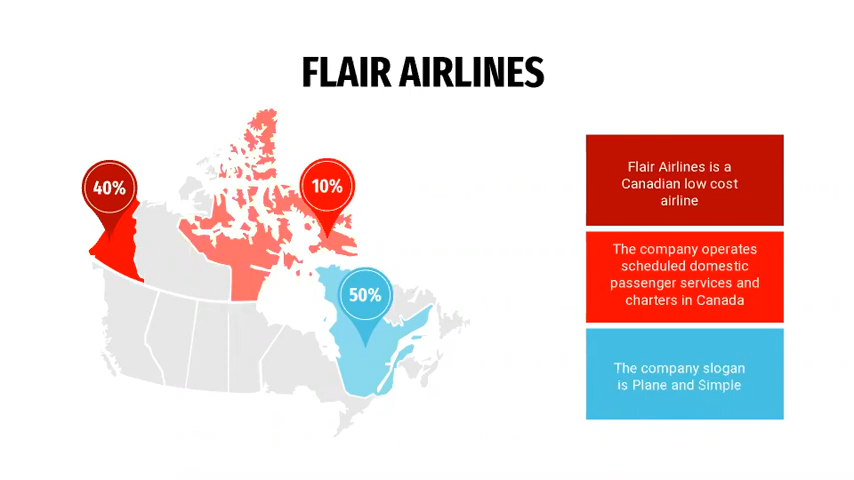 FLAIR AIRLINES
40%
10%
50%
Flair Airlines is a
Canadian low cost
airline
The company operates
scheduled domestic
passenger services and
charters in Canada
The company slogan
is Plane and Simple